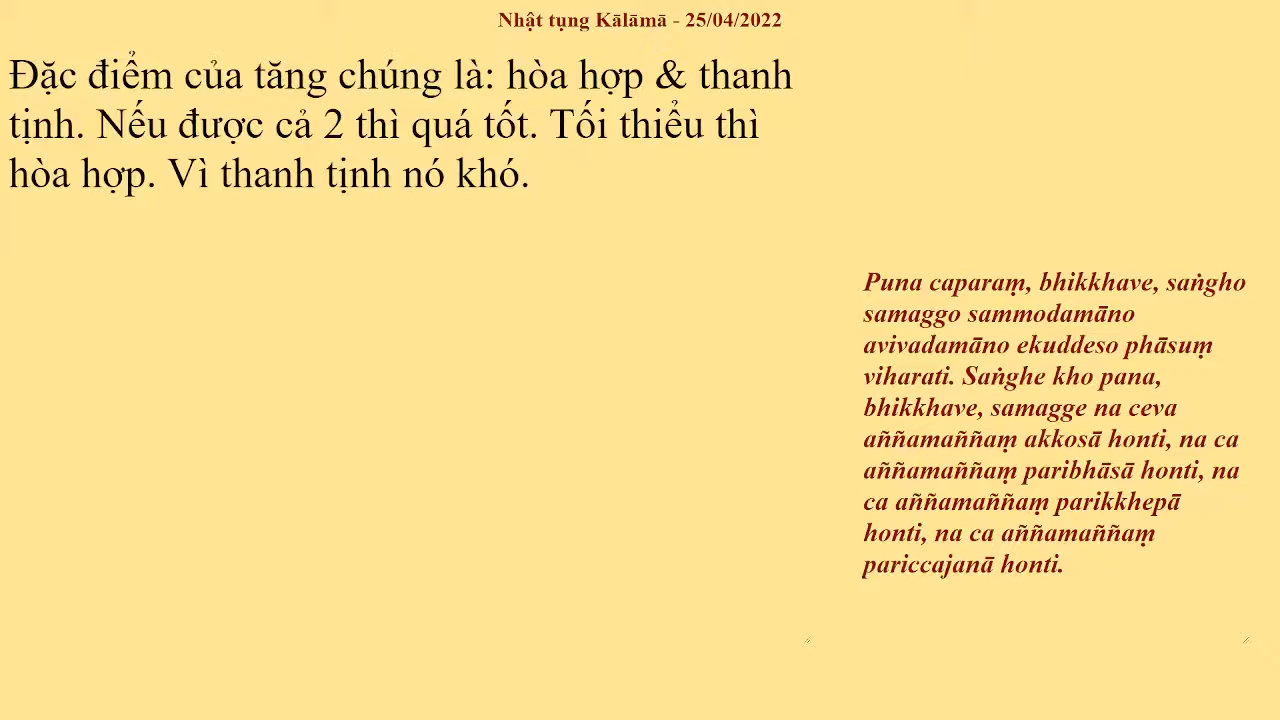 Nhật tụng Kālāmā - 25/04/2022
Đặc điểm của tăng chúng là: hòa hợp & thanh
tịnh. Nếu được cả 2 thì quá tốt. Tối thiểu thì
hòa hợp. Vì thanh tịnh nó khó.
Puna caparaṃ, bhikkhave, saṅgho
samaggo sammodamāno
avivadamāno ekuddeso phāsuṃ
viharati. Saṅghe kho pana,
bhikkhave, samagge na ceva
aññamaññaṃ akkosā honti, na ca
aññamaññaṃ paribhāsā honti, na
ca aññamaññaṃ parikkhepā
honti, na ca aññamaññaṃ
pariccajanā honti.